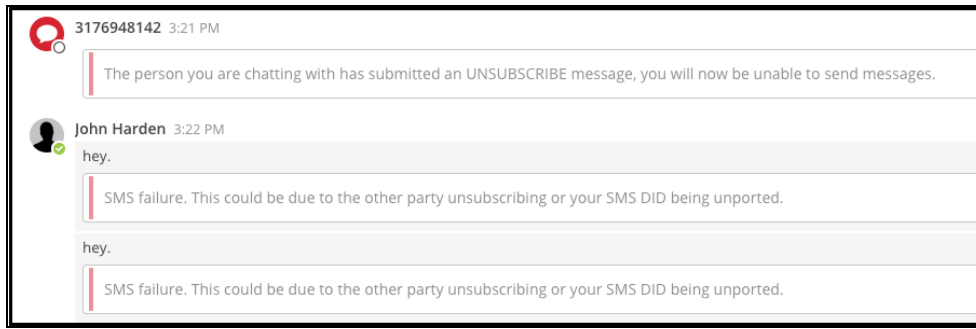 3176948142 3:21 PM
The person you are chatting with has submitted an UNSUBSCRIBE message, you will now be unable to send messages.
John Harden 3:22 PM
hey.
SMS failure. This could be due to the other party unsubscribing or your SMS DID being unported.
hey.
SMS failure. This could be due to the other party unsubscribing or your SMS DID being unported.